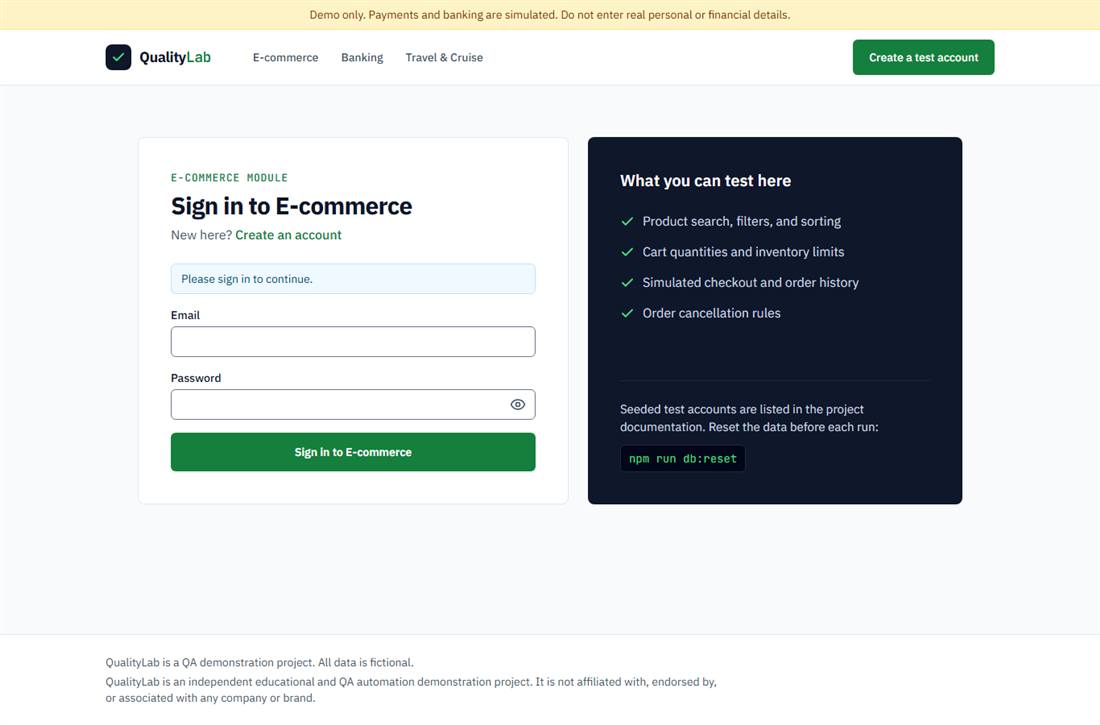 Demo only. Payments and banking are simulated. Do not enter real personal or financial details.
QualityLab
E-commerce
Banking
Travel & Cruise
Create a test account
E-COMMERCE MODULE
Sign in to E-commerce
New here? Create an account
Please sign in to continue.
Email
Password
Sign in to E-commerce
What you can test here
Product search, filters, and sorting
Cart quantities and inventory limits
Simulated checkout and order history
Order cancellation rules
Seeded test accounts are listed in the project
documentation. Reset the data before each run:
npm run db:reset
QualityLab is a QA demonstration project. All data is fictional.
QualityLab is an independent educational and QA automation demonstration project. It is not affiliated with, endorsed by,
or associated with any company or brand.